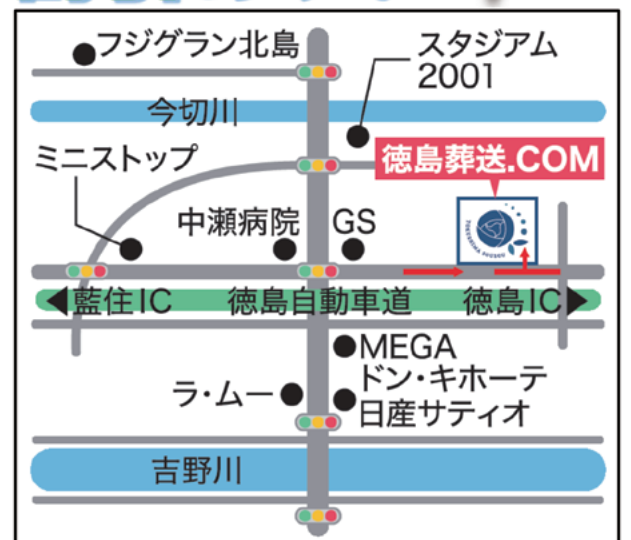 フジグラン北島
スタジアム
2001
今切川
ミニストップ
徳島葬送.COM
中瀬病院
GS
藍住IC
徳島自動車道
徳島IC
MEGA
ドン・キホーテ
ラ・ムー
日産サティオ
吉野川